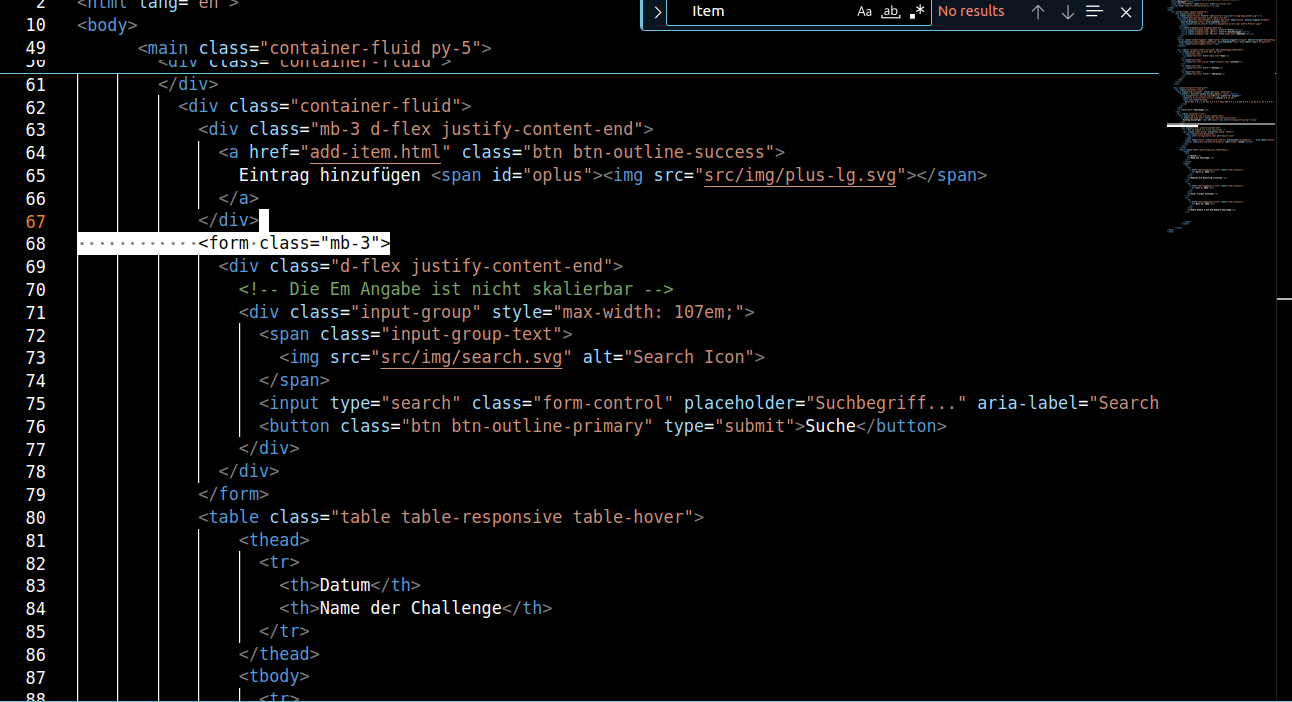 2 <html lang="en">
10 <body>
49 <main class="container-fluid py-5">
50 <div class="container-fluid">
Item Aa ab .* No results
61 </div>
62 <div class="container-fluid">
63 <div class="mb-3 d-flex justify-content-end">
64 <a href="add-item.html" class="btn btn-outline-success">
65 Eintrag hinzufügen <span id="oplus"><img src="src/img/plus-lg.svg"></span>
66 </a>
67 </div>
68 ············<form·class="mb-3">
69 <div class="d-flex justify-content-end">
70 <!-- Die Em Angabe ist nicht skalierbar -->
71 <div class="input-group" style="max-width: 107em;">
72 <span class="input-group-text">
73 <img src="src/img/search.svg" alt="Search Icon">
74 </span>
75 <input type="search" class="form-control" placeholder="Suchbegriff..." aria-label="Search
76 <button class="btn btn-outline-primary" type="submit">Suche</button>
77 </div>
78 </div>
79 </form>
80 <table class="table table-responsive table-hover">
81 <thead>
82 <tr>
83 <th>Datum</th>
84 <th>Name der Challenge</th>
85 </tr>
86 </thead>
87 <tbody>
88 <tr>